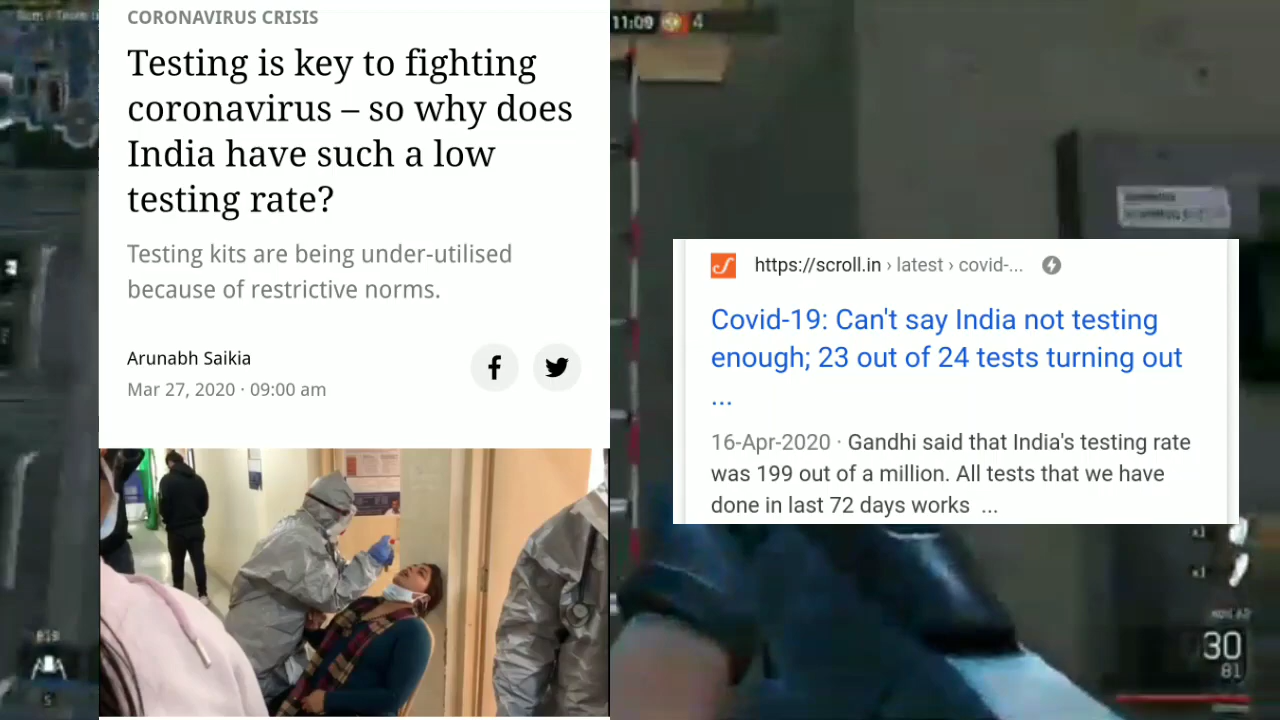 CORONAVIRUS CRISIS
Testing is key to fighting
coronavirus – so why does
India have such a low
testing rate?
Testing kits are being under-utilised
because of restrictive norms.
Arunabh Saikia
Mar 27, 2020 · 09:00 am
11:09 4
https://scroll.in › latest › covid-...
Covid-19: Can't say India not testing
enough; 23 out of 24 tests turning out
...
16-Apr-2020 · Gandhi said that India's testing rate
was 199 out of a million. All tests that we have
done in last 72 days works ...
x1
x1
30
81
S